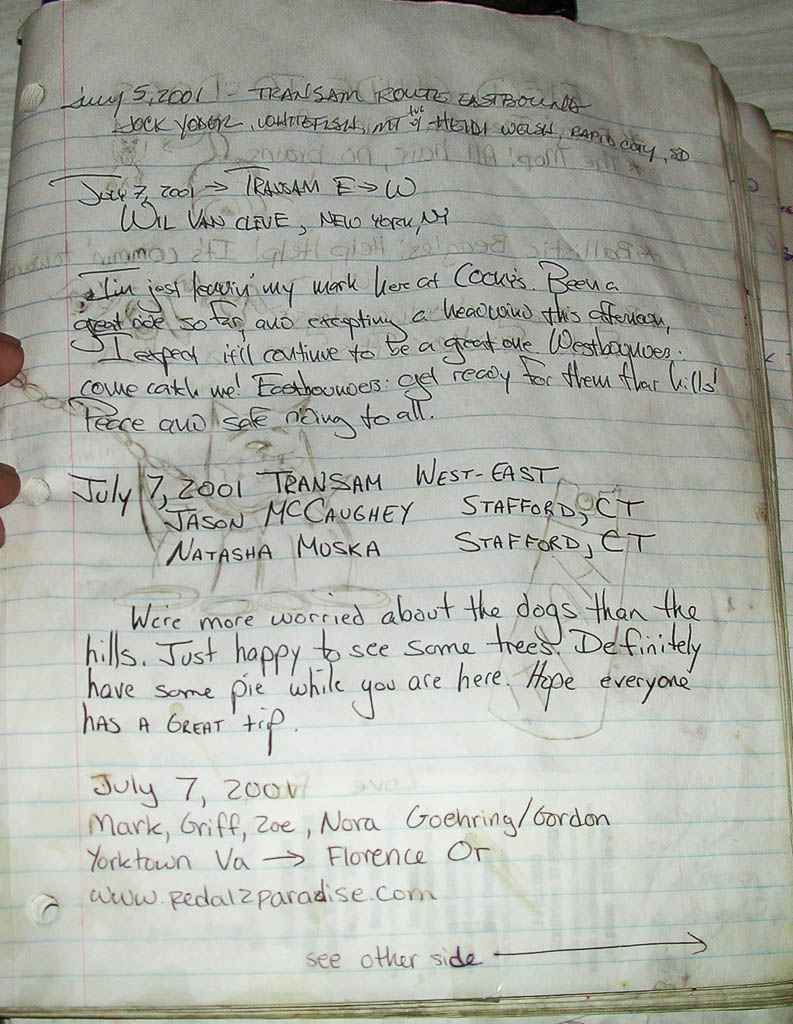 July 5, 2001 - TRANSAM ROUTE EASTBOUND
JOCK YODER, WHITEFISH, MT HEIDI WELSH, RAPID CITY, SD
July 7, 2001 → TRANSAM E → W
WIL VAN CLEVE, NEW YORK, NY
I'm just leavin' my mark here at Cookie's. Been a
great ride so far, and excepting a headwind this afternoon,
I expect it'll continue to be a great one. Westbounders:
come catch me! Eastbounders: get ready for them thar hills!
Peace and safe riding to all.
July 7, 2001 TRANSAM WEST-EAST
JASON MCCAUGHEY STAFFORD, CT
NATASHA MOSKA STAFFORD, CT
We're more worried about the dogs than the
hills. Just happy to see some trees. Definitely
have some pie while you are here. Hope everyone
HAS A GREAT trip.
July 7, 2001
Mark, Griff, Zoe, Nora Goehring/Gordon
Yorktown Va → Florence Or
www.pedal2paradise.com
see other side →